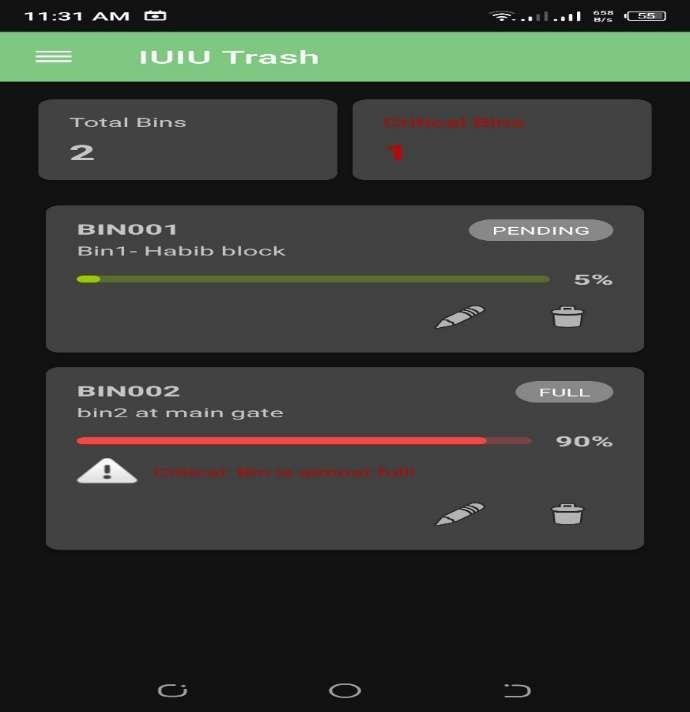 11:31 AM 658 B/s 55
IUIU Trash
Total Bins
2
Critical Bins
1
BIN001
PENDING
Bin1- Habib block
5%
BIN002
FULL
bin2 at main gate
90%
Critical: Bin is almost full!